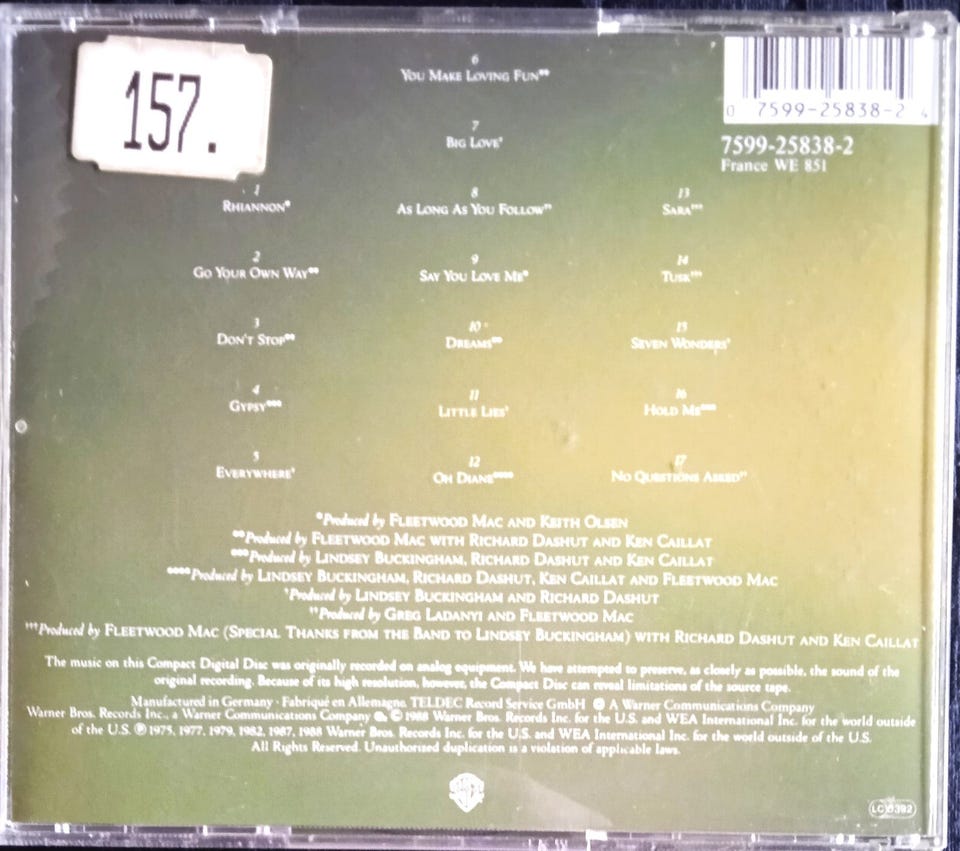 157.
6
YOU MAKE LOVING FUN**
0 7599-25838-2 4
7
BIG LOVE†
7599-25838-2
France WE 851
1
RHIANNON*
8
AS LONG AS YOU FOLLOW††
13
SARA†††
2
GO YOUR OWN WAY**
9
SAY YOU LOVE ME*
14
TUSK†††
3
DON'T STOP**
10
DREAMS**
15
SEVEN WONDERS†
4
GYPSY***
11
LITTLE LIES†
16
HOLD ME***
5
EVERYWHERE†
12
OH DIANE****
17
NO QUESTIONS ASKED††
*Produced by FLEETWOOD MAC AND KEITH OLSEN
**Produced by FLEETWOOD MAC WITH RICHARD DASHUT AND KEN CAILLAT
***Produced by LINDSEY BUCKINGHAM, RICHARD DASHUT AND KEN CAILLAT
****Produced by LINDSEY BUCKINGHAM, RICHARD DASHUT, KEN CAILLAT AND FLEETWOOD MAC
†Produced by LINDSEY BUCKINGHAM AND RICHARD DASHUT
††Produced by GREG LADANYI AND FLEETWOOD MAC
†††Produced by FLEETWOOD MAC (SPECIAL THANKS FROM THE BAND TO LINDSEY BUCKINGHAM) WITH RICHARD DASHUT AND KEN CAILLAT
The music on this Compact Digital Disc was originally recorded on analog equipment. We have attempted to preserve, as closely as possible, the sound of the
original recording. Because of its high resolution, however, the Compact Disc can reveal limitations of the source tape.
Manufactured in Germany · Fabriqué en Allemagne. TELDEC Record Service GmbH A Warner Communications Company
Warner Bros. Records Inc., a Warner Communications Company © 1988 Warner Bros. Records Inc. for the U.S. and WEA International Inc. for the world outside
of the U.S. ℗ 1975, 1977, 1979, 1982, 1987, 1988 Warner Bros. Records Inc. for the U.S. and WEA International Inc. for the world outside of the U.S.
All Rights Reserved. Unauthorized duplication is a violation of applicable laws.
LC 0392